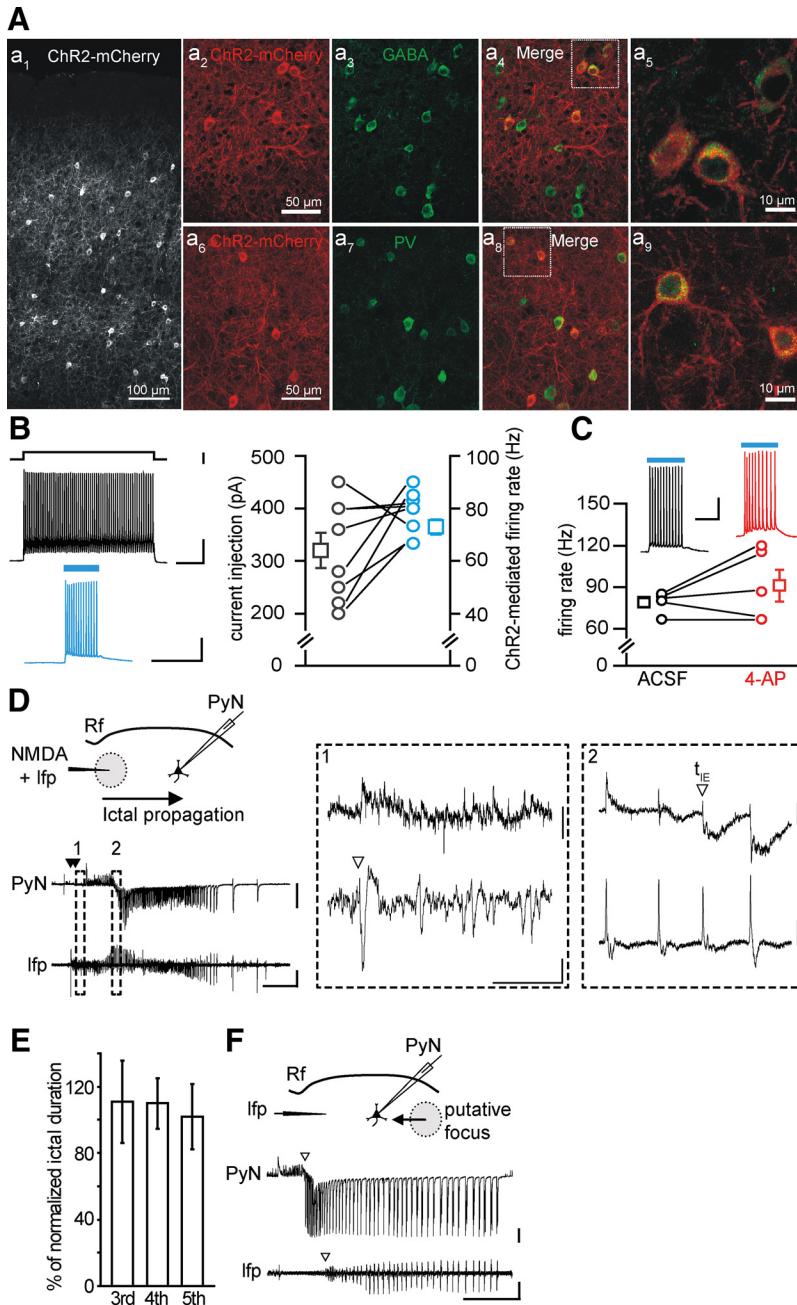 A
a1 ChR2-mCherry
100 µm
a2 ChR2-mCherry
50 µm
a3 GABA
a4 Merge
a5
10 µm
a6 ChR2-mCherry
50 µm
a7 PV
a8 Merge
a9
10 µm
B
current injection (pA)
500
400
300
200
0
100
80
60
40
0
ChR2-mediated firing rate (Hz)
C
firing rate (Hz)
150
120
90
60
0
ACSF
4-AP
D
Rf
PyN
NMDA
+ lfp
Ictal propagation
1
2
PyN
lfp
1
2
tIE
E
% of normalized ictal duration
120
80
40
0
3rd
4th
5th
F
PyN
Rf
lfp
putative
focus
PyN
lfp